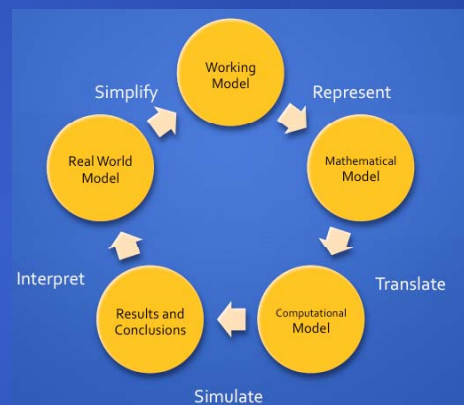 Working
Model
Simplify
Represent
Real World
Model
Mathematical
Model
Interpret
Translate
Results and
Conclusions
Computational
Model
Simulate